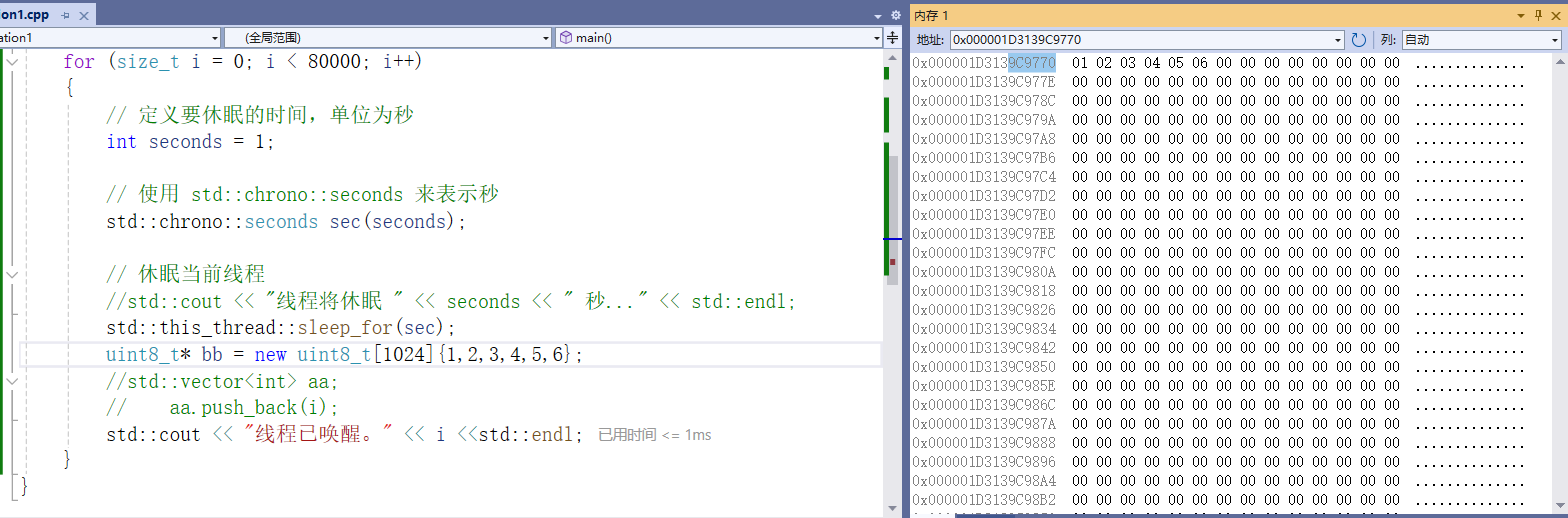 ion1.cpp
ation1
(全局范围)
main()
for (size_t i = 0; i < 80000; i++)
{
// 定义要休眠的时间，单位为秒
int seconds = 1;
// 使用 std::chrono::seconds 来表示秒
std::chrono::seconds sec(seconds);
// 休眠当前线程
//std::cout << "线程将休眠 " << seconds << " 秒..." << std::endl;
std::this_thread::sleep_for(sec);
uint8_t* bb = new uint8_t[1024]{1,2,3,4,5,6};
//std::vector<int> aa;
//    aa.push_back(i);
std::cout << "线程已唤醒。" << i <<std::endl; 已用时间 <= 1ms
}
}
内存 1
地址: 0x000001D3139C9770 列: 自动
0x000001D3139C9770 01 02 03 04 05 06 00 00 00 00 00 00 00 00 ..............
0x000001D3139C977E 00 00 00 00 00 00 00 00 00 00 00 00 00 00 ..............
0x000001D3139C978C 00 00 00 00 00 00 00 00 00 00 00 00 00 00 ..............
0x000001D3139C979A 00 00 00 00 00 00 00 00 00 00 00 00 00 00 ..............
0x000001D3139C97A8 00 00 00 00 00 00 00 00 00 00 00 00 00 00 ..............
0x000001D3139C97B6 00 00 00 00 00 00 00 00 00 00 00 00 00 00 ..............
0x000001D3139C97C4 00 00 00 00 00 00 00 00 00 00 00 00 00 00 ..............
0x000001D3139C97D2 00 00 00 00 00 00 00 00 00 00 00 00 00 00 ..............
0x000001D3139C97E0 00 00 00 00 00 00 00 00 00 00 00 00 00 00 ..............
0x000001D3139C97EE 00 00 00 00 00 00 00 00 00 00 00 00 00 00 ..............
0x000001D3139C97FC 00 00 00 00 00 00 00 00 00 00 00 00 00 00 ..............
0x000001D3139C980A 00 00 00 00 00 00 00 00 00 00 00 00 00 00 ..............
0x000001D3139C9818 00 00 00 00 00 00 00 00 00 00 00 00 00 00 ..............
0x000001D3139C9826 00 00 00 00 00 00 00 00 00 00 00 00 00 00 ..............
0x000001D3139C9834 00 00 00 00 00 00 00 00 00 00 00 00 00 00 ..............
0x000001D3139C9842 00 00 00 00 00 00 00 00 00 00 00 00 00 00 ..............
0x000001D3139C9850 00 00 00 00 00 00 00 00 00 00 00 00 00 00 ..............
0x000001D3139C985E 00 00 00 00 00 00 00 00 00 00 00 00 00 00 ..............
0x000001D3139C986C 00 00 00 00 00 00 00 00 00 00 00 00 00 00 ..............
0x000001D3139C987A 00 00 00 00 00 00 00 00 00 00 00 00 00 00 ..............
0x000001D3139C9888 00 00 00 00 00 00 00 00 00 00 00 00 00 00 ..............
0x000001D3139C9896 00 00 00 00 00 00 00 00 00 00 00 00 00 00 ..............
0x000001D3139C98A4 00 00 00 00 00 00 00 00 00 00 00 00 00 00 ..............
0x000001D3139C98B2 00 00 00 00 00 00 00 00 00 00 00 00 00 00 ..............